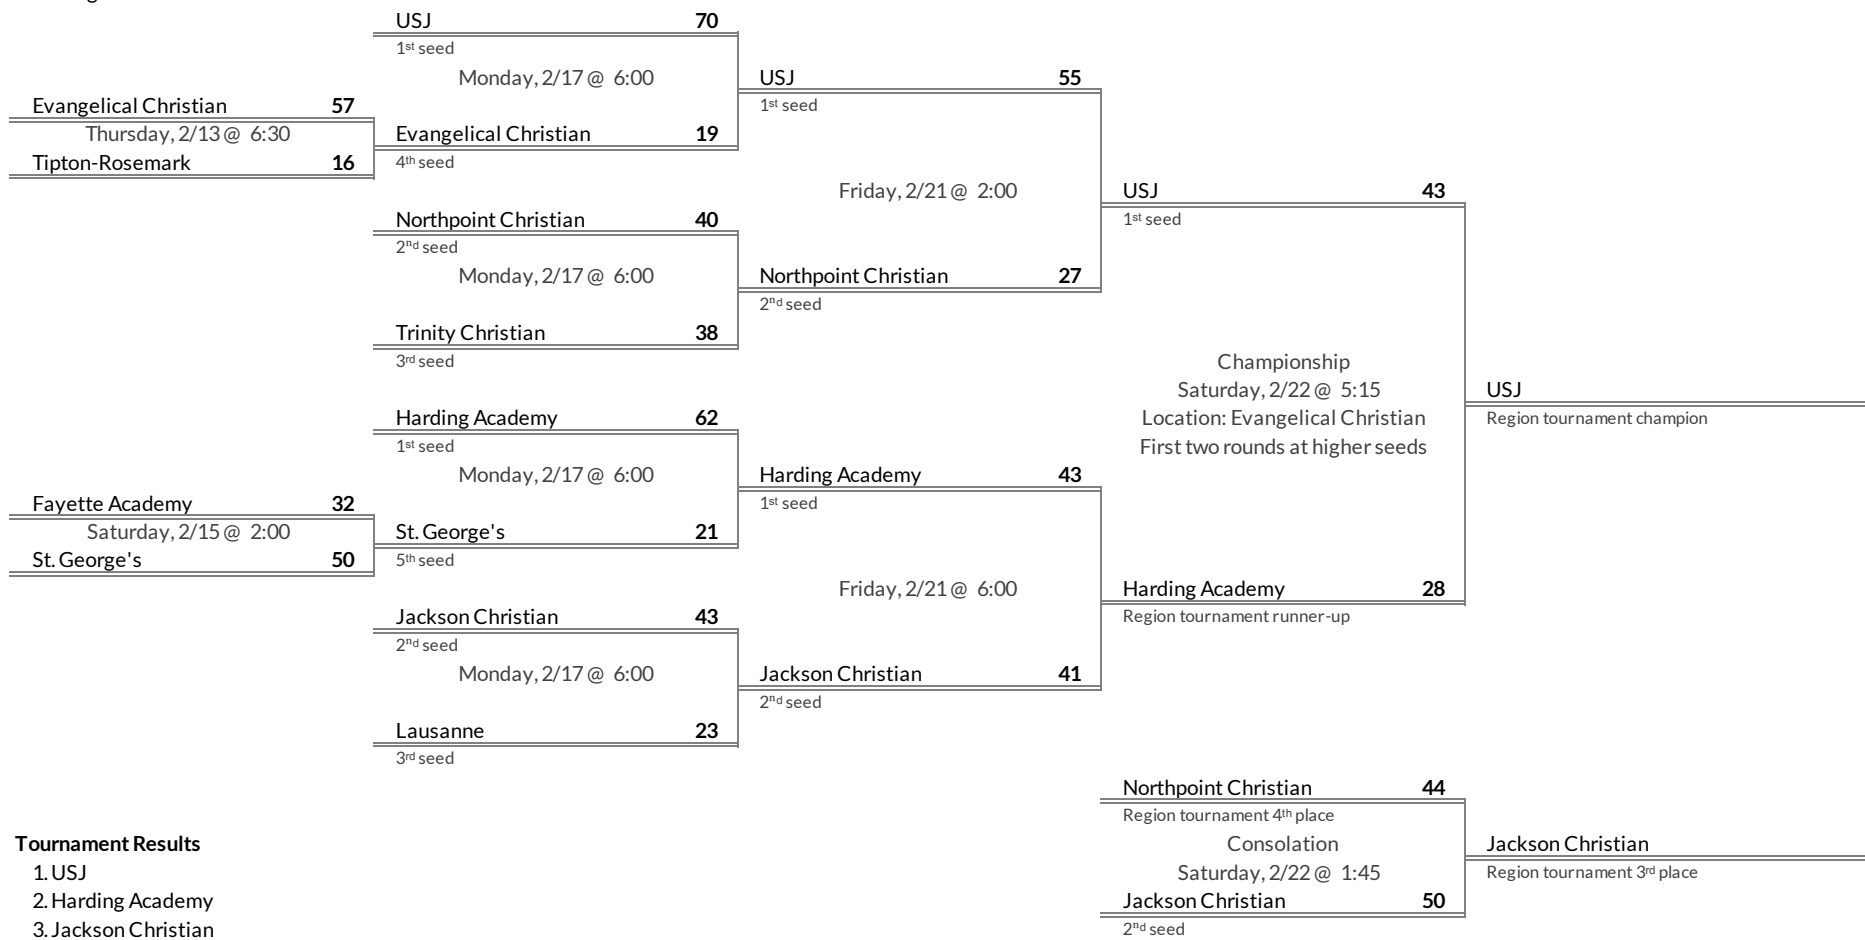 USJ 70
1st seed
Monday, 2/17 @ 6:00
Evangelical Christian 57
Thursday, 2/13 @ 6:30
Tipton-Rosemark 16
Evangelical Christian 19
4th seed
USJ 55
1st seed
Northpoint Christian 40
2nd seed
Monday, 2/17 @ 6:00
Trinity Christian 38
3rd seed
Friday, 2/21 @ 2:00
Northpoint Christian 27
2nd seed
USJ 43
1st seed
Harding Academy 62
1st seed
Monday, 2/17 @ 6:00
Fayette Academy 32
Saturday, 2/15 @ 2:00
St. George's 50
St. George's 21
5th seed
Harding Academy 43
1st seed
Jackson Christian 43
2nd seed
Monday, 2/17 @ 6:00
Lausanne 23
3rd seed
Friday, 2/21 @ 6:00
Jackson Christian 41
2nd seed
Championship
Saturday, 2/22 @ 5:15
Location: Evangelical Christian
First two rounds at higher seeds
Harding Academy 28
Region tournament runner-up
USJ
Region tournament champion
Northpoint Christian 44
Region tournament 4th place
Consolation
Saturday, 2/22 @ 1:45
Jackson Christian 50
2nd seed
Jackson Christian
Region tournament 3rd place
Tournament Results
1. USJ
2. Harding Academy
3. Jackson Christian